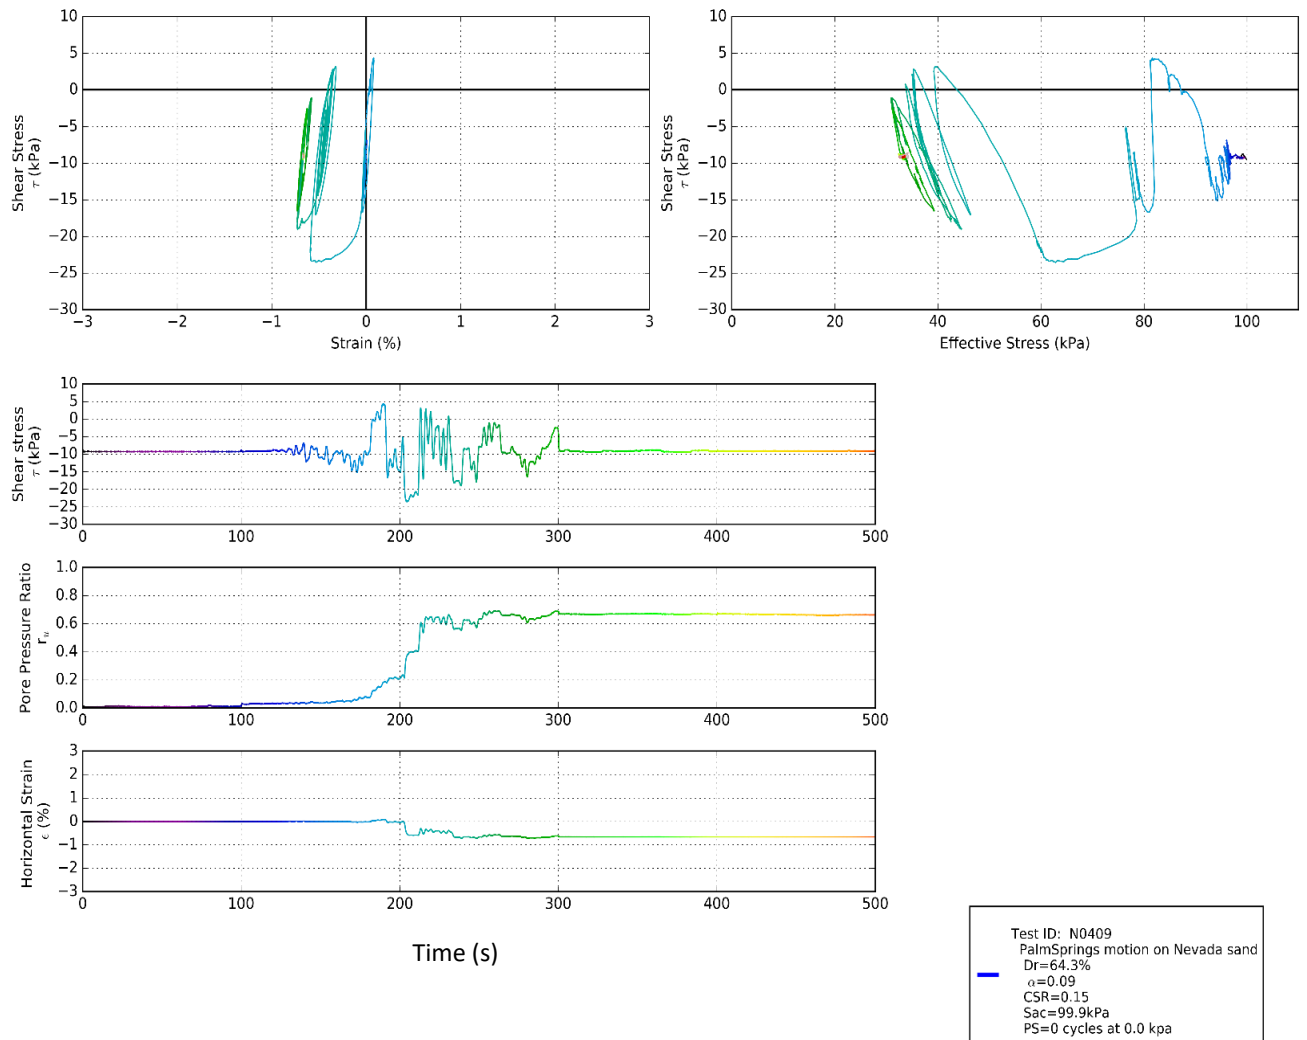 10
5
0
−5
−10
−15
−20
−25
−30
Shear Stress
τ (kPa)
−3 −2 −1 0 1 2 3
Strain (%)
10
5
0
−5
−10
−15
−20
−25
−30
Shear Stress
τ (kPa)
0 20 40 60 80 100
Effective Stress (kPa)
10
5
0
−5
−10
−15
−20
−25
−30
Shear stress
τ (kPa)
0 100 200 300 400 500
1.0
0.8
0.6
0.4
0.2
0.0
Pore Pressure Ratio
r_u
0 100 200 300 400 500
3
2
1
0
−1
−2
−3
Horizontal Strain
ϵ (%)
0 100 200 300 400 500
Time (s)
Test ID: N0409
PalmSprings motion on Nevada sand
Dr=64.3%
α=0.09
CSR=0.15
Sac=99.9kPa
PS=0 cycles at 0.0 kpa